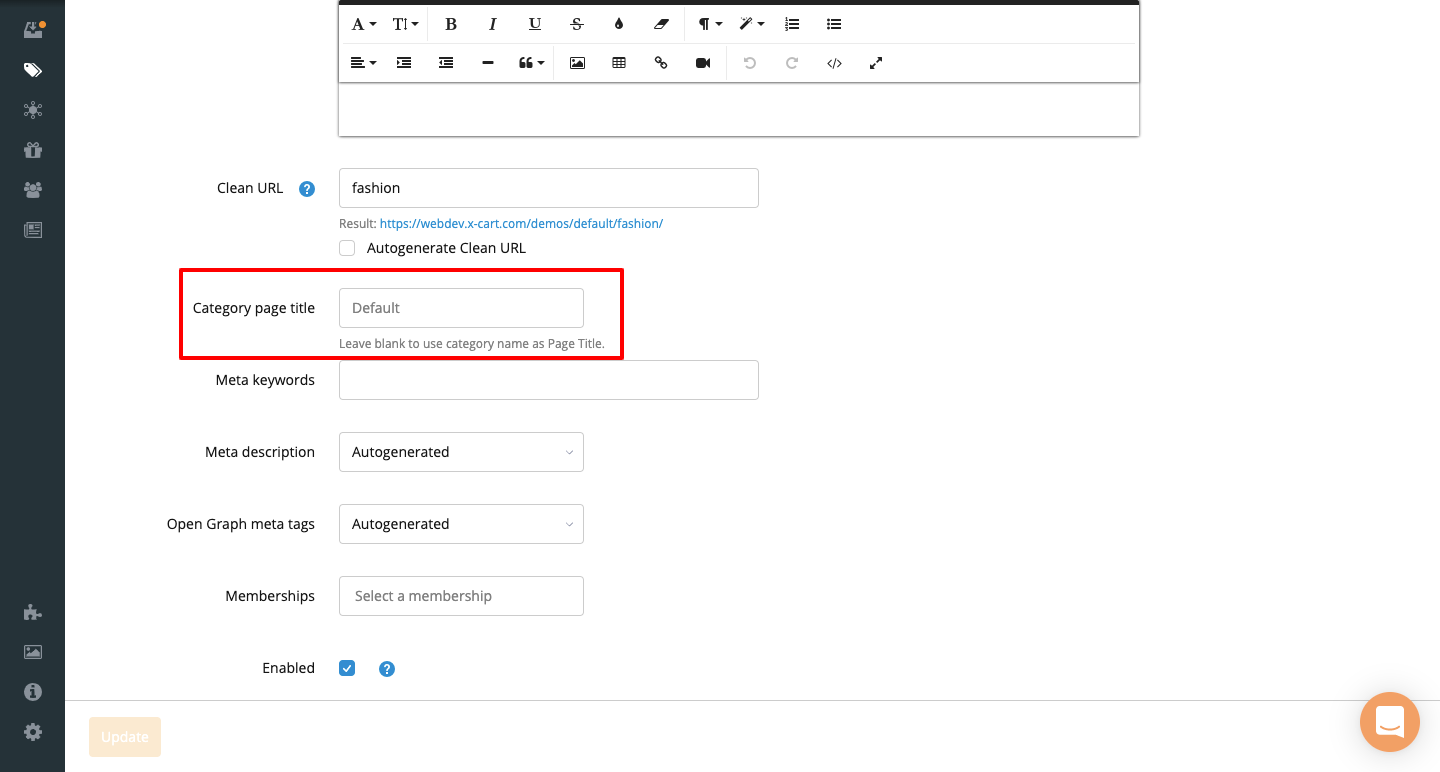 Clean URL
fashion
Result: https://webdev.x-cart.com/demos/default/fashion/
Autogenerate Clean URL
Category page title
Default
Leave blank to use category name as Page Title.
Meta keywords
Meta description
Autogenerated
Open Graph meta tags
Autogenerated
Memberships
Select a membership
Enabled
Update